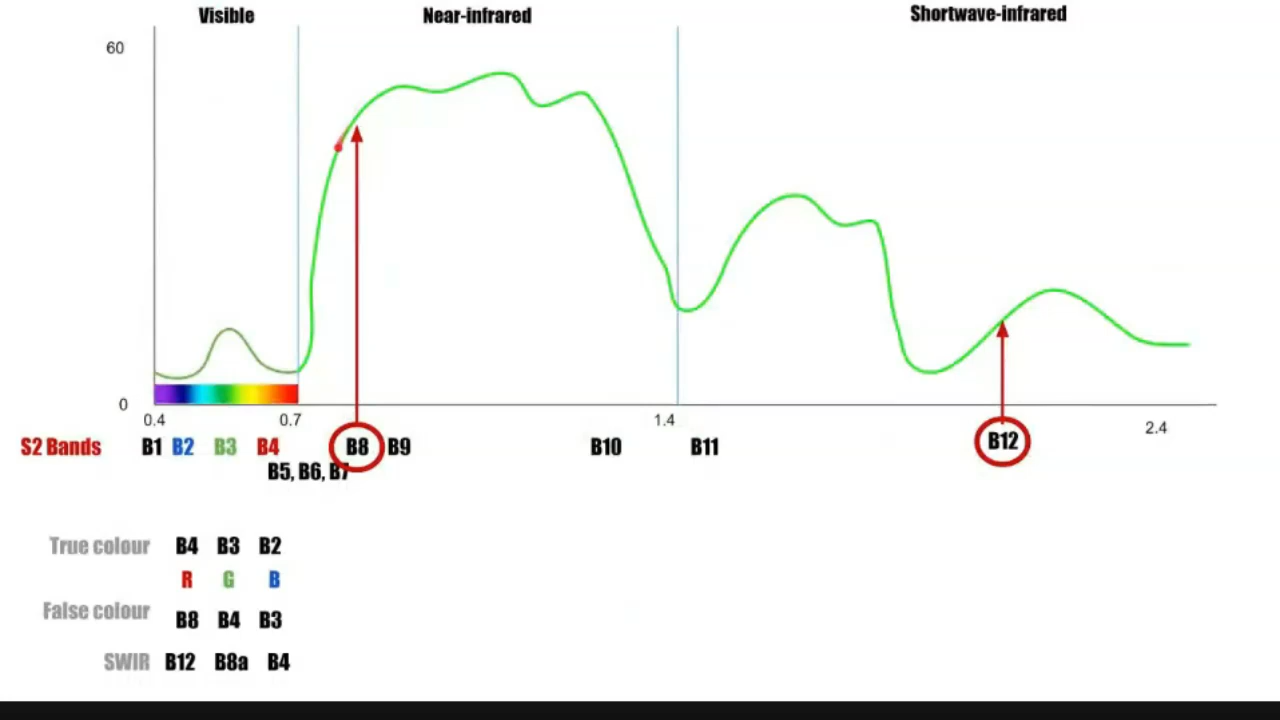 Visible Near-infrared Shortwave-infrared
60
0
0.4 0.7 1.4 2.4
S2 Bands B1 B2 B3 B4 B8 B9 B10 B11 B12
B5, B6, B7
True colour B4 B3 B2
R G B
False colour B8 B4 B3
SWIR B12 B8a B4